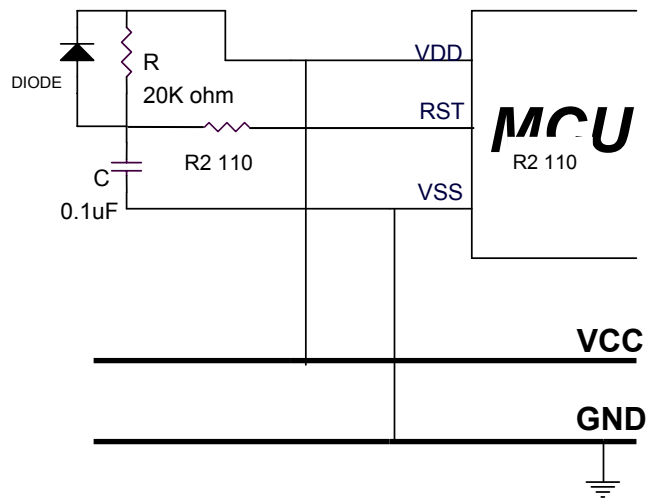 VDD
R
DIODE
20K ohm
RST
MCU
R2 110
R2 110
C
VSS
0.1uF
VCC
GND